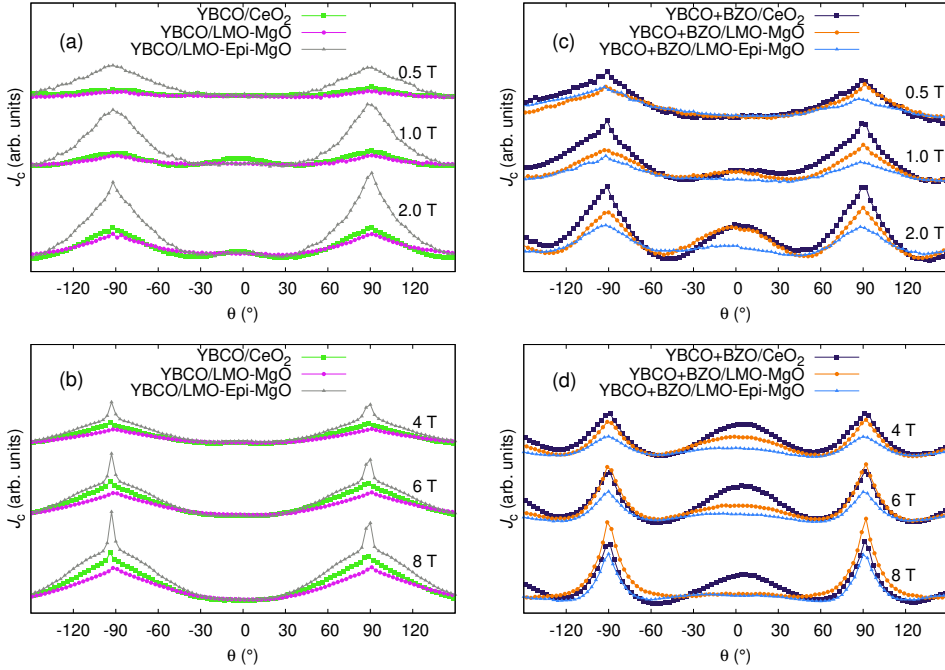 (a)
YBCO/CeO₂
YBCO/LMO-MgO
YBCO/LMO-Epi-MgO
0.5 T
1.0 T
2.0 T
Jc (arb. units)
-120 -90 -60 -30 0 30 60 90 120
θ (°)
(c)
YBCO+BZO/CeO₂
YBCO+BZO/LMO-MgO
YBCO+BZO/LMO-Epi-MgO
0.5 T
1.0 T
2.0 T
Jc (arb. units)
-120 -90 -60 -30 0 30 60 90 120
θ (°)
(b)
YBCO/CeO₂
YBCO/LMO-MgO
YBCO/LMO-Epi-MgO
4 T
6 T
8 T
Jc (arb. units)
-120 -90 -60 -30 0 30 60 90 120
θ (°)
(d)
YBCO+BZO/CeO₂
YBCO+BZO/LMO-MgO
YBCO+BZO/LMO-Epi-MgO
4 T
6 T
8 T
Jc (arb. units)
-120 -90 -60 -30 0 30 60 90 120
θ (°)